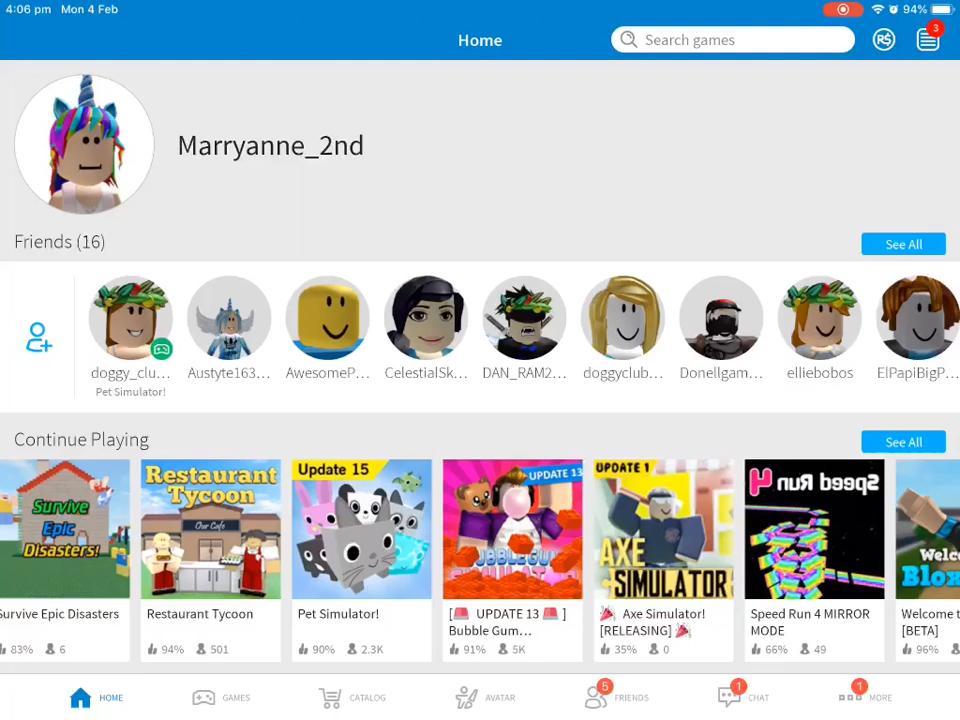 4:06 pm Mon 4 Feb
94%
Home
Search games
R$
3
Marryanne_2nd
Friends (16)
See All
doggy_clu...
Pet Simulator!
Austyte163...
AwesomeP...
CelestialSk...
DAN_RAM2...
doggyclub...
Donellgam...
elliebobos
ElPapiBigP...
Continue Playing
See All
Survive
Epic
Disasters!
Restaurant
Tycoon
Our Cafe
Update 15
UPDATE 13
UPDATE 1
AXE
SIMULATOR
Speed Run 4
Welco
Blox
Survive Epic Disasters
83% 6
Restaurant Tycoon
94% 501
Pet Simulator!
90% 2.3K
[🚨 UPDATE 13 🚨]
Bubble Gum...
91% 5K
🎉 Axe Simulator!
[RELEASING] 🎉
35% 0
Speed Run 4 MIRROR
MODE
66% 49
Welcome t
[BETA]
96%
HOME
GAMES
CATALOG
AVATAR
5
FRIENDS
1
CHAT
1
MORE